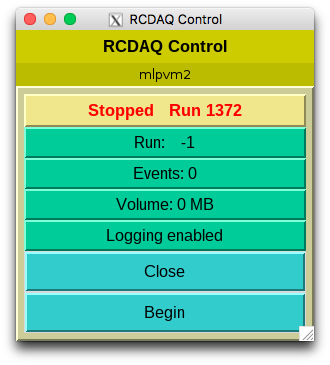 RCDAQ Control
RCDAQ Control
mlpvm2
Stopped Run 1372
Run: -1
Events: 0
Volume: 0 MB
Logging enabled
Close
Begin